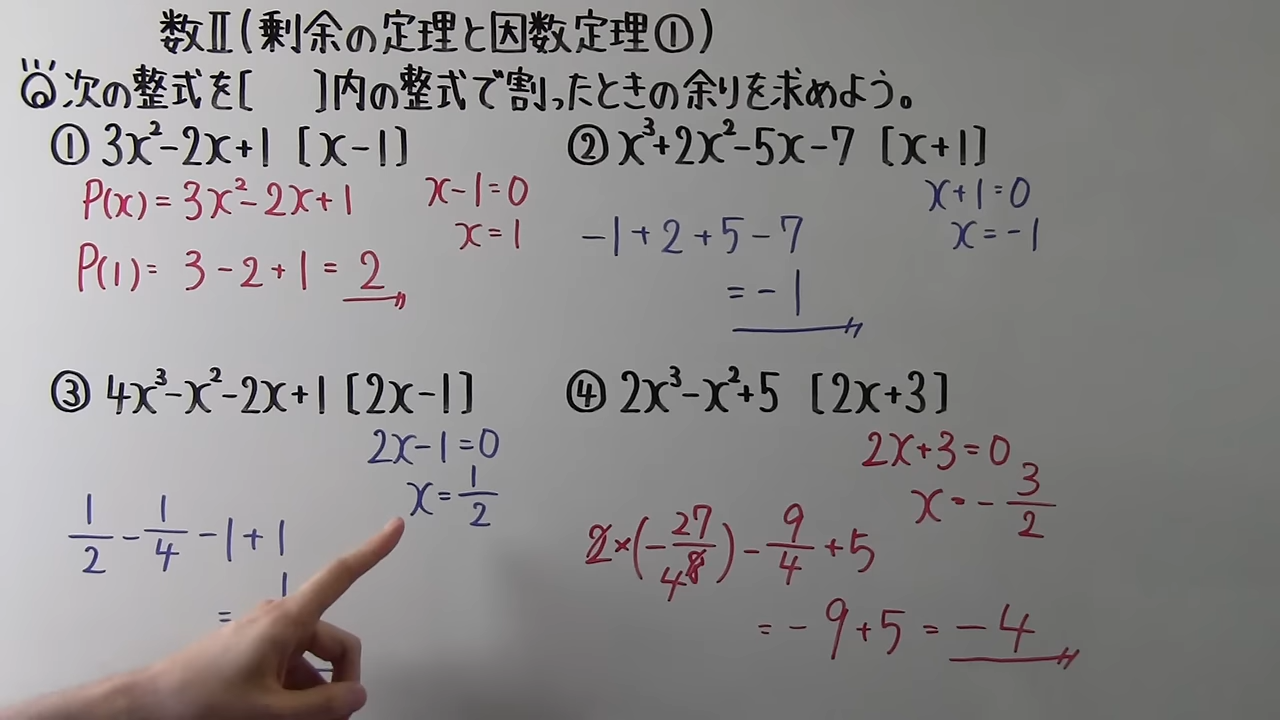 数Ⅱ(剰余の定理と因数定理①)
Q 次の整式を[ ]内の整式で割ったときの余りを求めよう。
① 3x²-2x+1 [x-1]
P(x)=3x²-2x+1
x-1=0
x=1
P(1)=3-2+1=2
② x³+2x²-5x-7 [x+1]
x+1=0
x=-1
-1+2+5-7
=-1
③ 4x³-x²-2x+1 [2x-1]
2x-1=0
x=1/2
1/2-1/4-1+1
=
④ 2x³-x²+5 [2x+3]
2x+3=0
x=-3/2
2×(-27/8)-9/4+5
4
=-9+5=-4